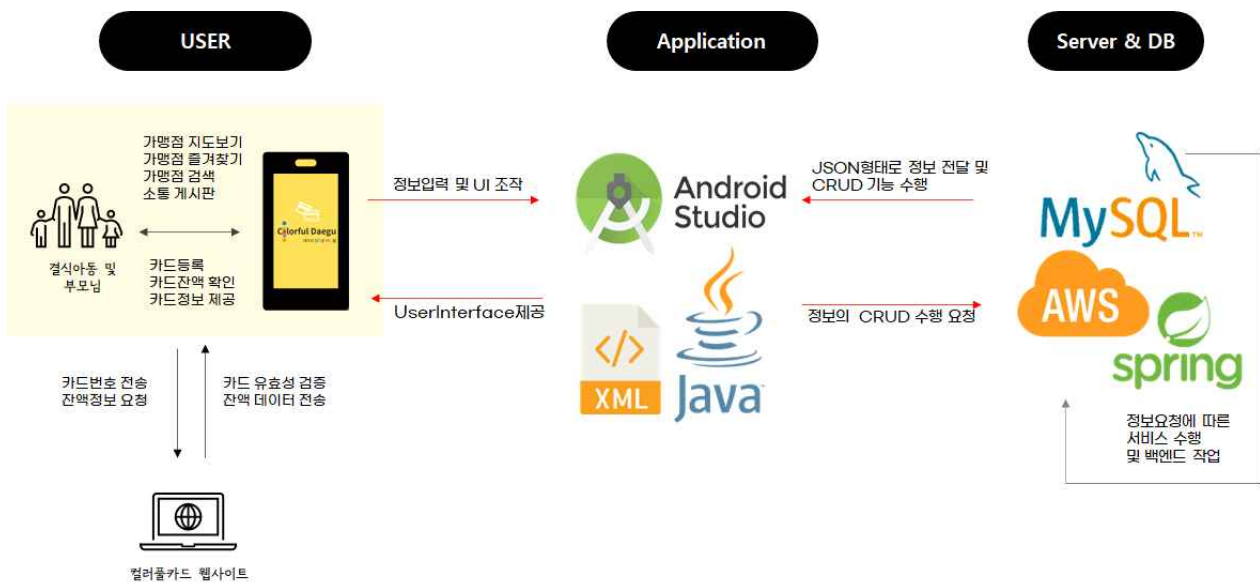 USER
Application
Server & DB
가맹점 지도보기
가맹점 즐겨찾기
가맹점 검색
소통 게시판
Colorful Daegu
결식아동 및
부모님
카드등록
카드잔액 확인
카드정보 제공
정보입력 및 UI 조작
UserInterface제공
Android
Studio
XML
Java
JSON형태로 정보 전달 및
CRUD 기능 수행
정보의 CRUD 수행 요청
MySQL
TM
AWS
spring
정보요청에 따른
서비스 수행
및 백엔드 작업
카드번호 전송
잔액정보 요청
카드 유효성 검증
잔액 데이터 전송
컬러풀카드 웹사이트